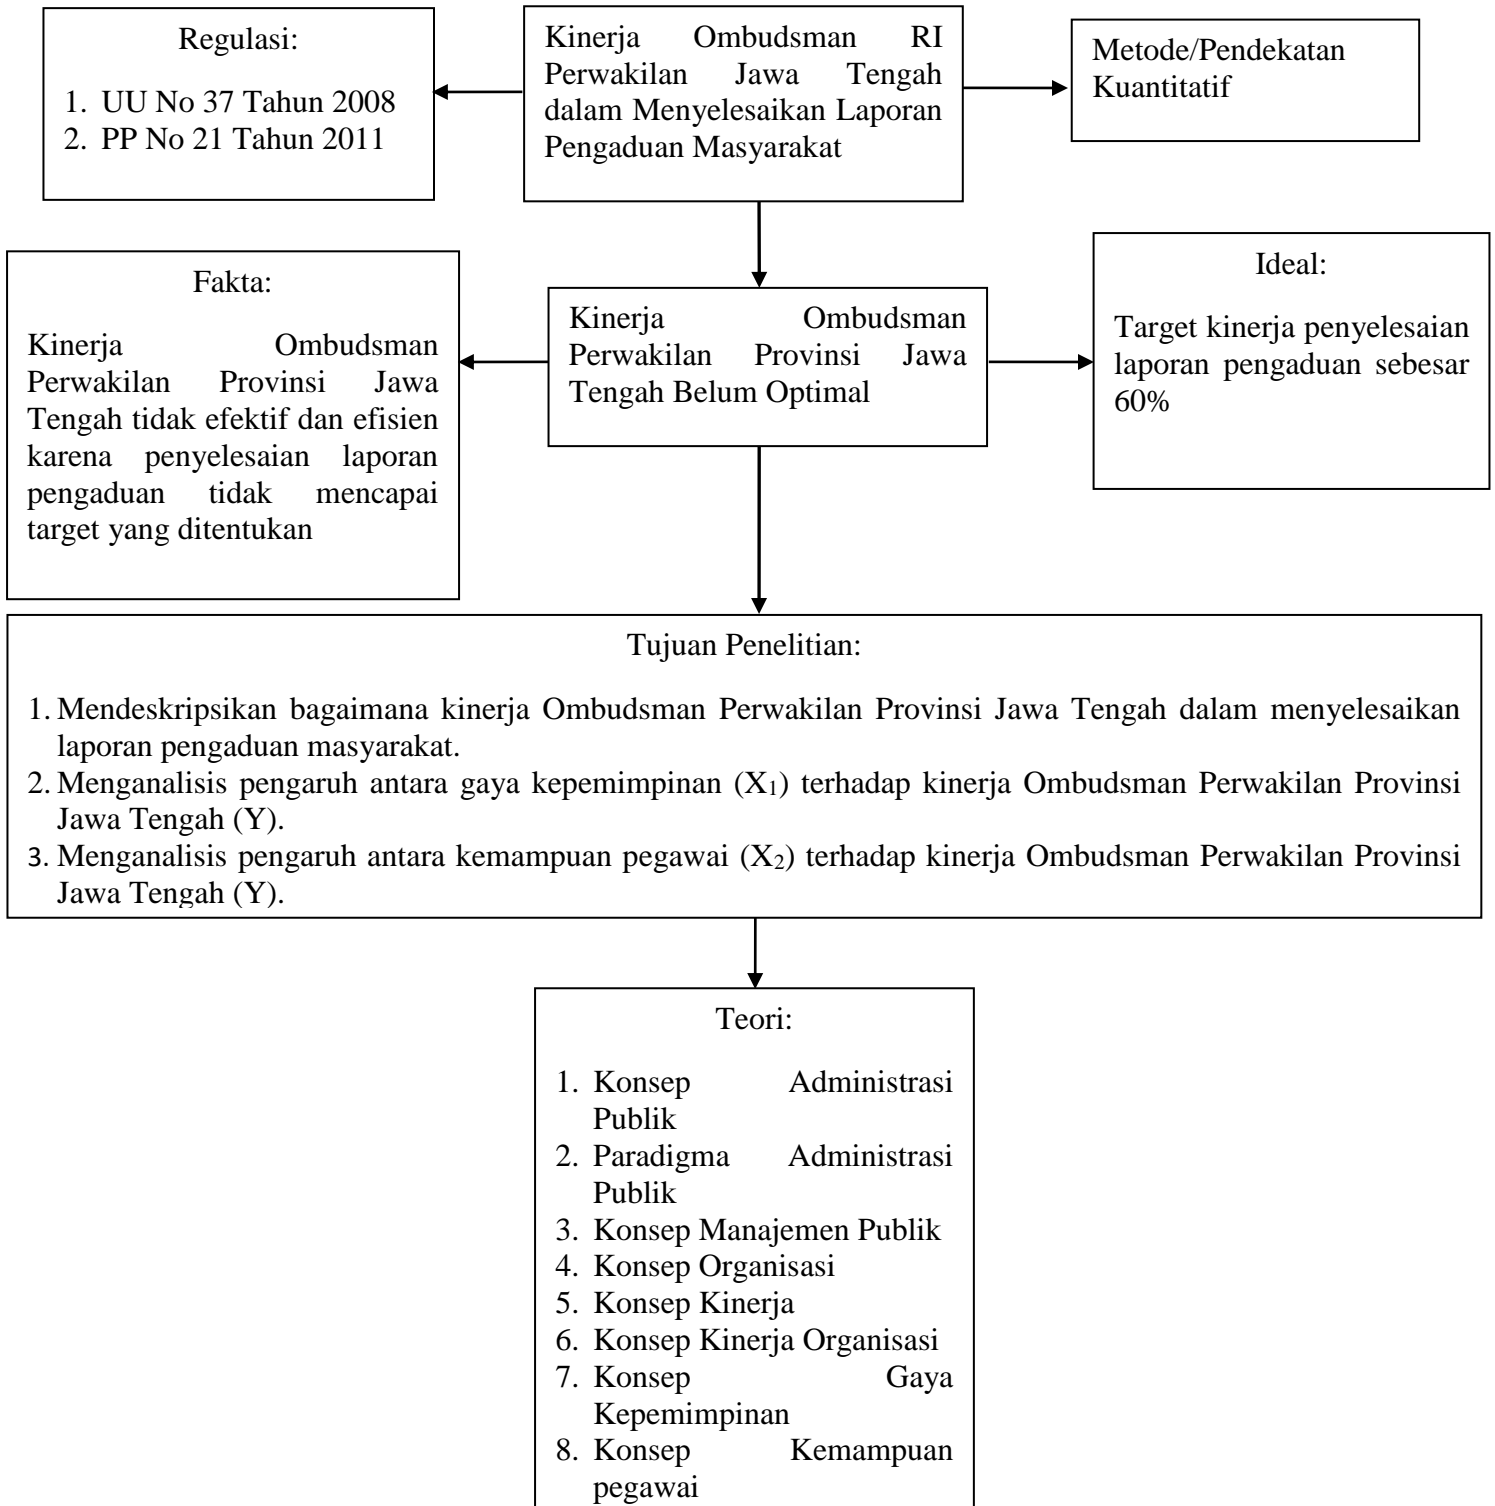 Regulasi:
1. UU No 37 Tahun 2008
2. PP No 21 Tahun 2011
Kinerja Ombudsman RI
Perwakilan Jawa Tengah
dalam Menyelesaikan Laporan
Pengaduan Masyarakat
Metode/Pendekatan
Kuantitatif
Fakta:
Kinerja Ombudsman
Perwakilan Provinsi Jawa
Tengah tidak efektif dan efisien
karena penyelesaian laporan
pengaduan tidak mencapai
target yang ditentukan
Kinerja Ombudsman
Perwakilan Provinsi Jawa
Tengah Belum Optimal
Ideal:
Target kinerja penyelesaian
laporan pengaduan sebesar
60%
Tujuan Penelitian:
1. Mendeskripsikan bagaimana kinerja Ombudsman Perwakilan Provinsi Jawa Tengah dalam menyelesaikan
laporan pengaduan masyarakat.
2. Menganalisis pengaruh antara gaya kepemimpinan (X₁) terhadap kinerja Ombudsman Perwakilan Provinsi
Jawa Tengah (Y).
3. Menganalisis pengaruh antara kemampuan pegawai (X₂) terhadap kinerja Ombudsman Perwakilan Provinsi
Jawa Tengah (Y).
Teori:
1. Konsep Administrasi
Publik
2. Paradigma Administrasi
Publik
3. Konsep Manajemen Publik
4. Konsep Organisasi
5. Konsep Kinerja
6. Konsep Kinerja Organisasi
7. Konsep Gaya
Kepemimpinan
8. Konsep Kemampuan
pegawai